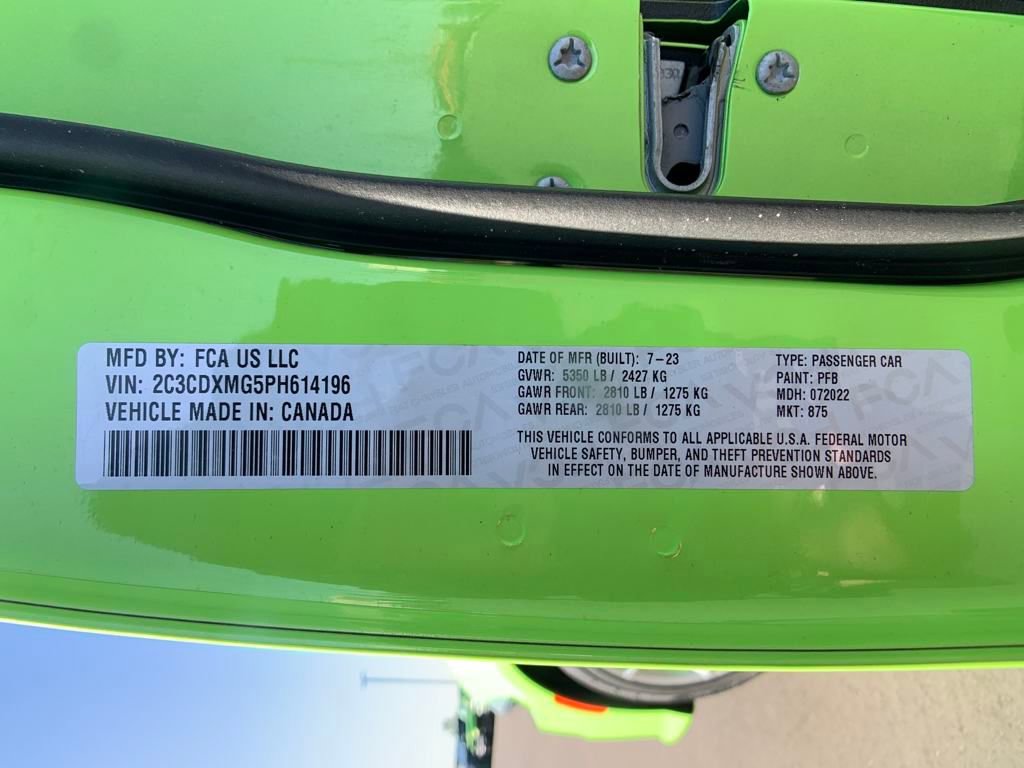 MFD BY: FCA US LLC
VIN: 2C3CDXMG5PH614196
VEHICLE MADE IN: CANADA
DATE OF MFR (BUILT): 7-23
GVWR: 5350 LB / 2427 KG
GAWR FRONT: 2810 LB / 1275 KG
GAWR REAR: 2810 LB / 1275 KG
TYPE: PASSENGER CAR
PAINT: PFB
MDH: 072022
MKT: 875
THIS VEHICLE CONFORMS TO ALL APPLICABLE U.S.A. FEDERAL MOTOR
VEHICLE SAFETY, BUMPER, AND THEFT PREVENTION STANDARDS
IN EFFECT ON THE DATE OF MANUFACTURE SHOWN ABOVE.